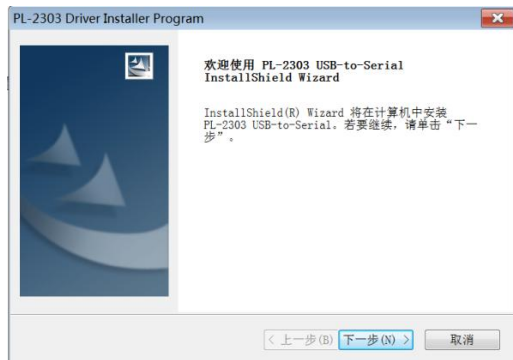 PL-2303 Driver Installer Program
欢迎使用 PL-2303 USB-to-Serial
InstallShield Wizard
InstallShield(R) Wizard 将在计算机中安装
PL-2303 USB-to-Serial。若要继续，请单击“下一
步”。
< 上一步(B) 下一步(N) > 取消